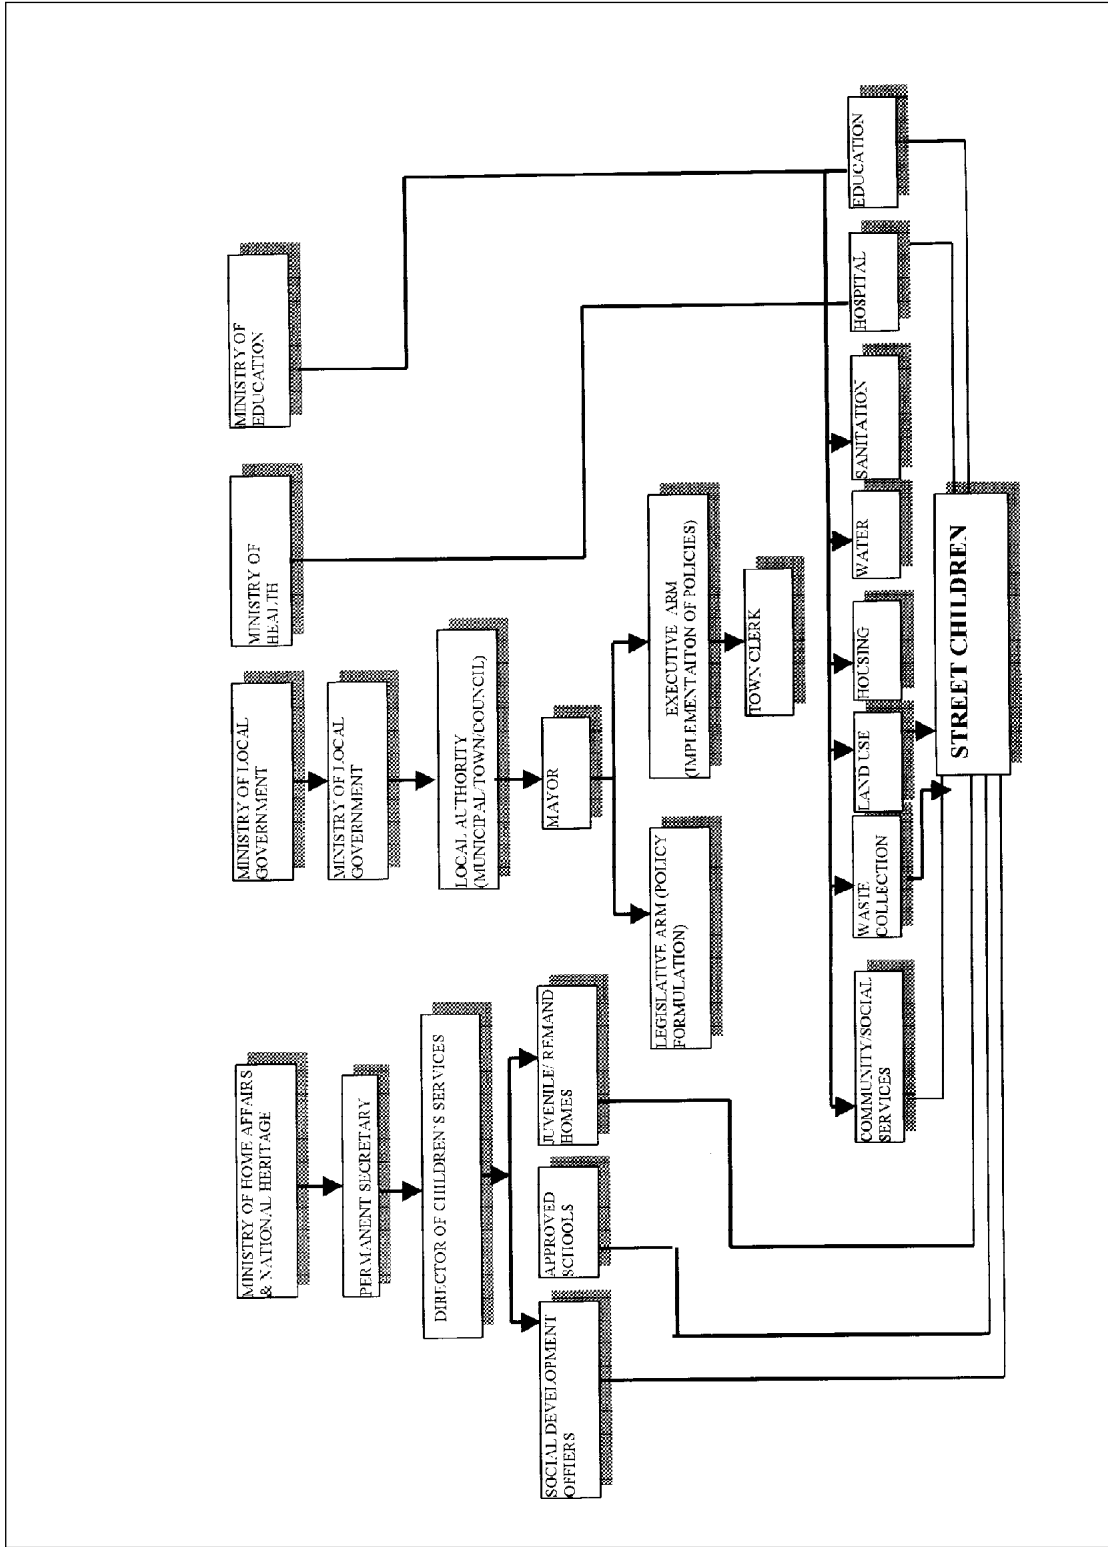 MINISTRY OF HOME AFFAIRS
& NATIONAL HERITAGE
MINISTRY OF LOCAL
GOVERNMENT
MINISTRY OF
HEALTH
MINISTRY OF
EDUCATION
PERMANENT SECRETARY
MINISTRY OF LOCAL
GOVERNMENT
DIRECTOR OF CHILDREN'S SERVICES
LOCAL AUTHORITY
(MUNICIPAL/TOWN/COUNCIL)
SOCIAL DEVELOPMENT
OFFIERS
APPROVED
SCHOOLS
JUVENILE/ REMAND
HOMES
MAYOR
LEGISLATIVE ARM (POLICY
FORMULATION)
EXECUTIVE ARM
(IMPLEMENTAITON OF POLICIES)
TOWN CLERK
COMMUNITY/SOCIAL
SERVICES
WASTE
COLLECTION
LAND USE
HOUSING
WATER
SANITATION
HOSPITAL
EDUCATION
STREET CHILDREN